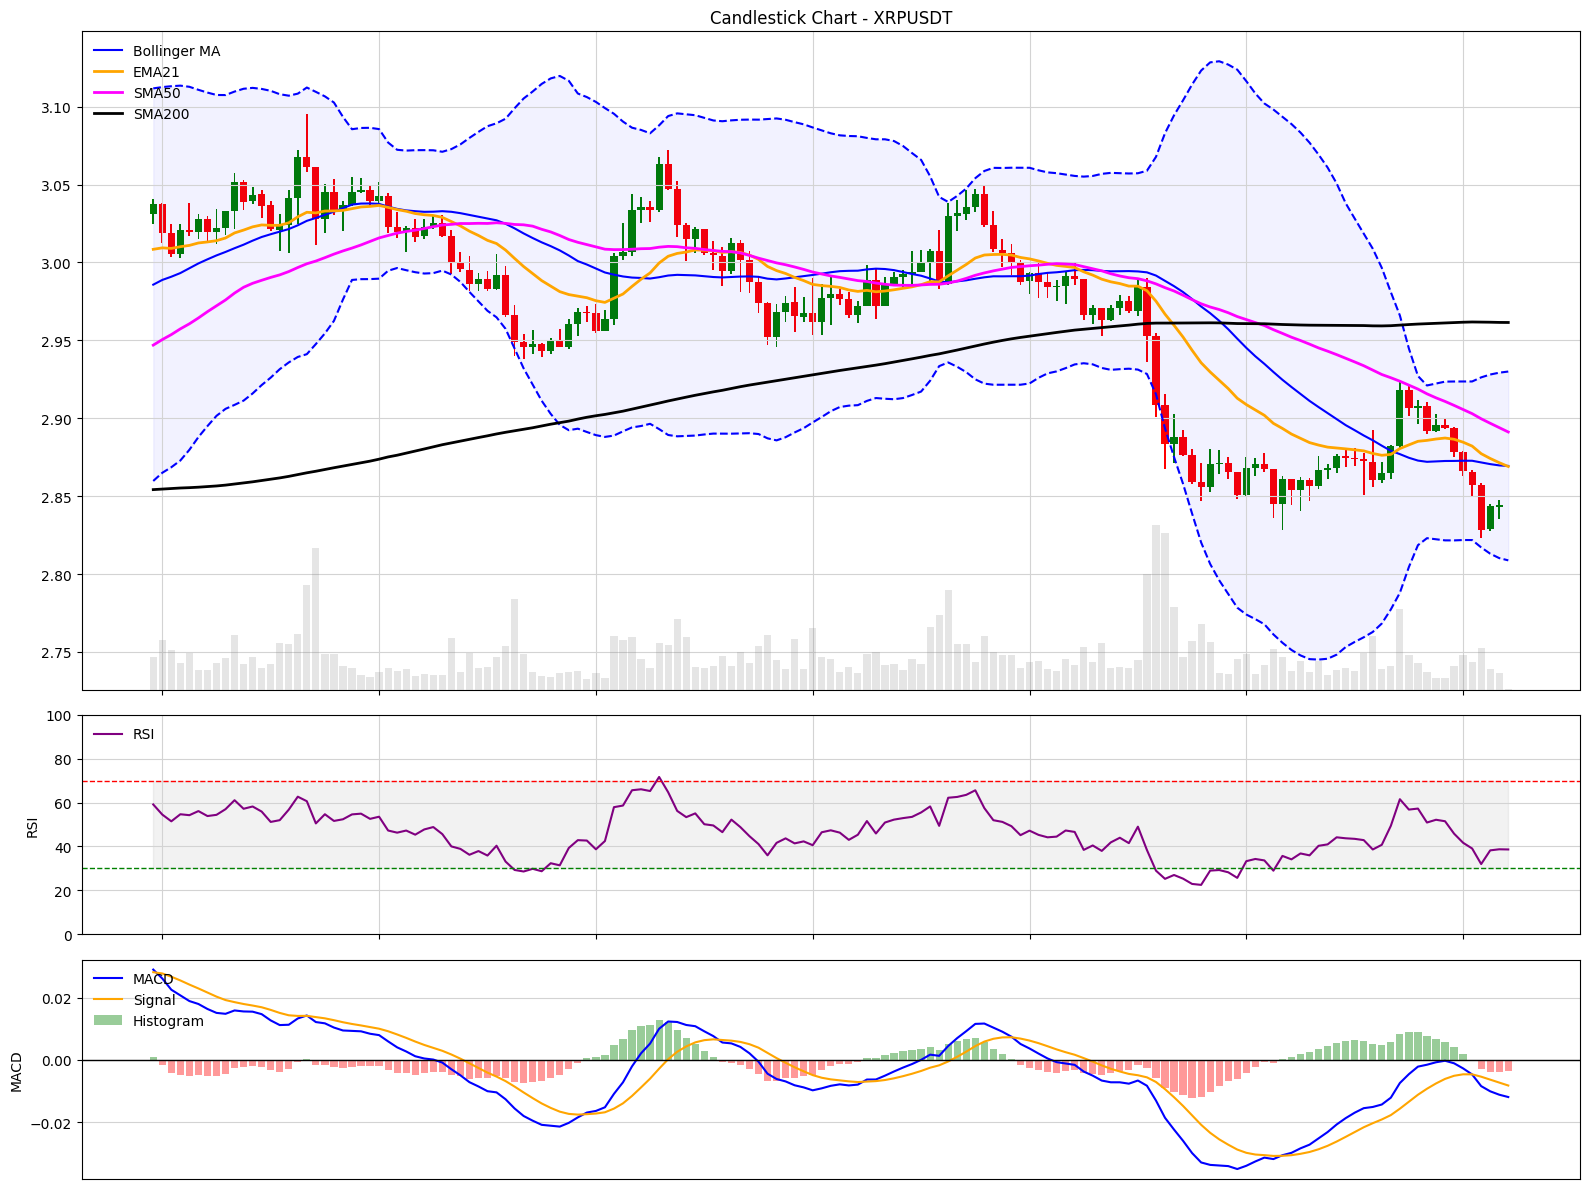 Candlestick Chart - XRPUSDT
Bollinger MA
EMA21
SMA50
SMA200
3.10
3.05
3.00
2.95
2.90
2.85
2.80
2.75
RSI
100
80
60
40
20
0
RSI
MACD
Signal
Histogram
0.02
0.00
−0.02
MACD